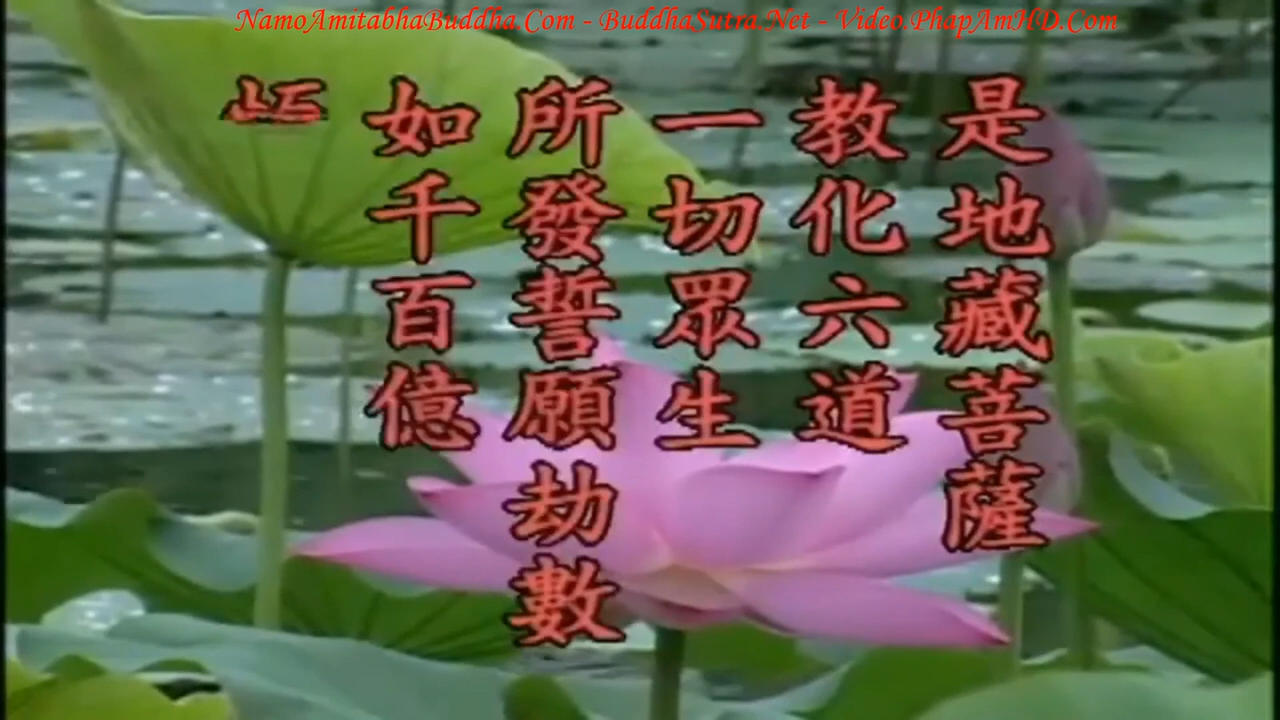 NamoAmitabhaBuddha.Com - BuddhaSutra.Net - Video.PhapAmHD.Com
是地藏菩薩
教化六道
一切眾生
所發誓願劫數
如千百億